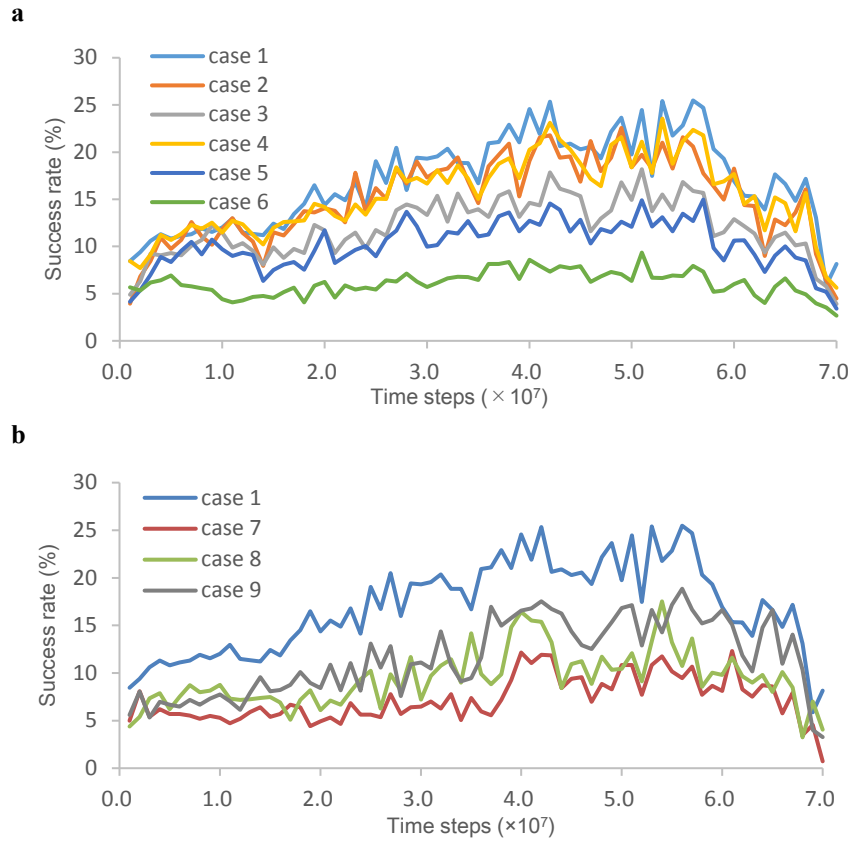 a
30
25
20
15
10
5
0
Success rate (%)
case 1
case 2
case 3
case 4
case 5
case 6
0.0 1.0 2.0 3.0 4.0 5.0 6.0 7.0
Time steps (×10⁷)
b
30
25
20
15
10
5
0
Success rate (%)
case 1
case 7
case 8
case 9
0.0 1.0 2.0 3.0 4.0 5.0 6.0 7.0
Time steps (×10⁷)